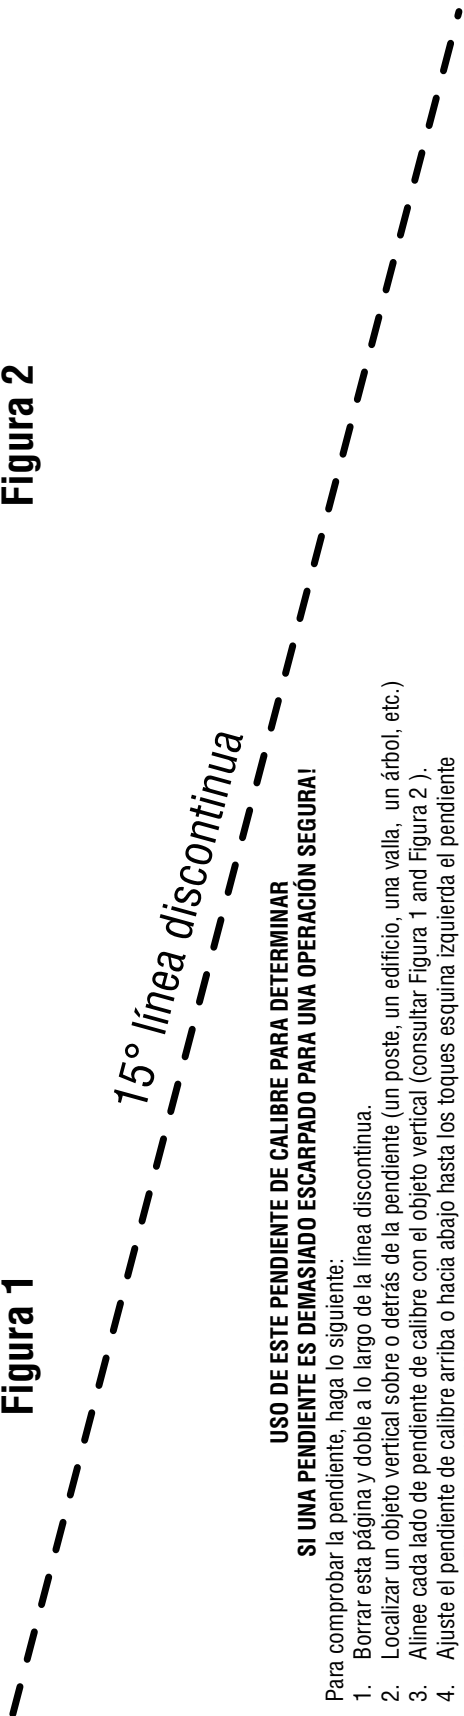 Figura 1
Figura 2
15° línea discontinua
USO DE ESTE PENDIENTE DE CALIBRE PARA DETERMINAR
SI UNA PENDIENTE ES DEMASIADO ESCARPADO PARA UNA OPERACIÓN SEGURA!
Para comprobar la pendiente, haga lo siguiente:
1. Borrar esta página y doble a lo largo de la línea discontinua.
2. Localizar un objeto vertical sobre o detrás de la pendiente (un poste, un edificio, una valla, un árbol, etc.)
3. Alinee cada lado de pendiente de calibre con el objeto vertical (consultar Figura 1 and Figura 2 ).
4. Ajuste el pendiente de calibre arriba o hacia abajo hasta los toques esquina izquierda el pendiente